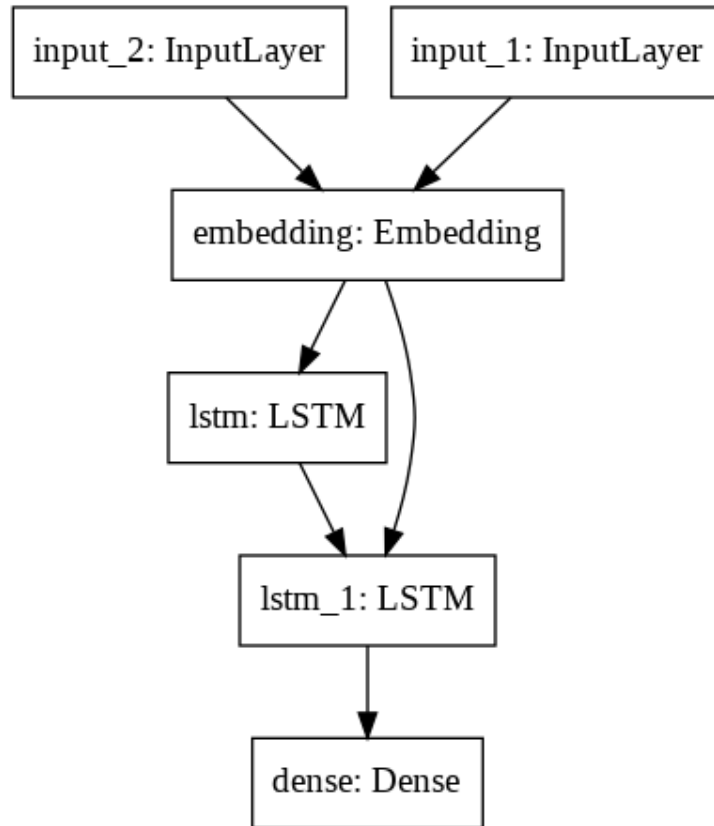 input_2: InputLayer
input_1: InputLayer
embedding: Embedding
lstm: LSTM
lstm_1: LSTM
dense: Dense